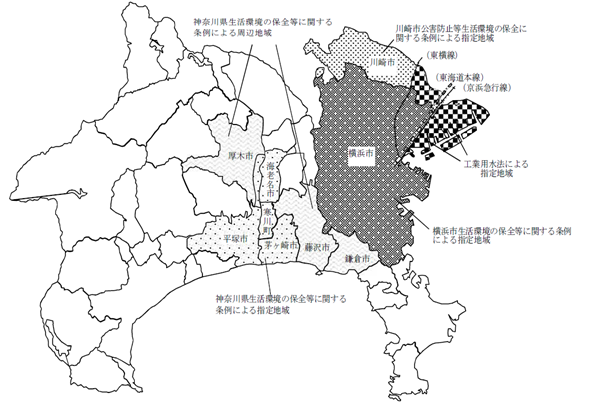 神奈川県生活環境の保全等に関する
条例による周辺地域
川崎市公害防止等生活環境の保全に
関する条例による指定地域
川崎市
(東横線)
(東海道本線)
(京浜急行線)
横浜市
工業用水法による
指定地域
厚木市
海老名市
寒川町
横浜市生活環境の保全等に関する条例
による指定地域
平塚市
茅ヶ崎市
藤沢市
鎌倉市
神奈川県生活環境の保全等に関する
条例による指定地域